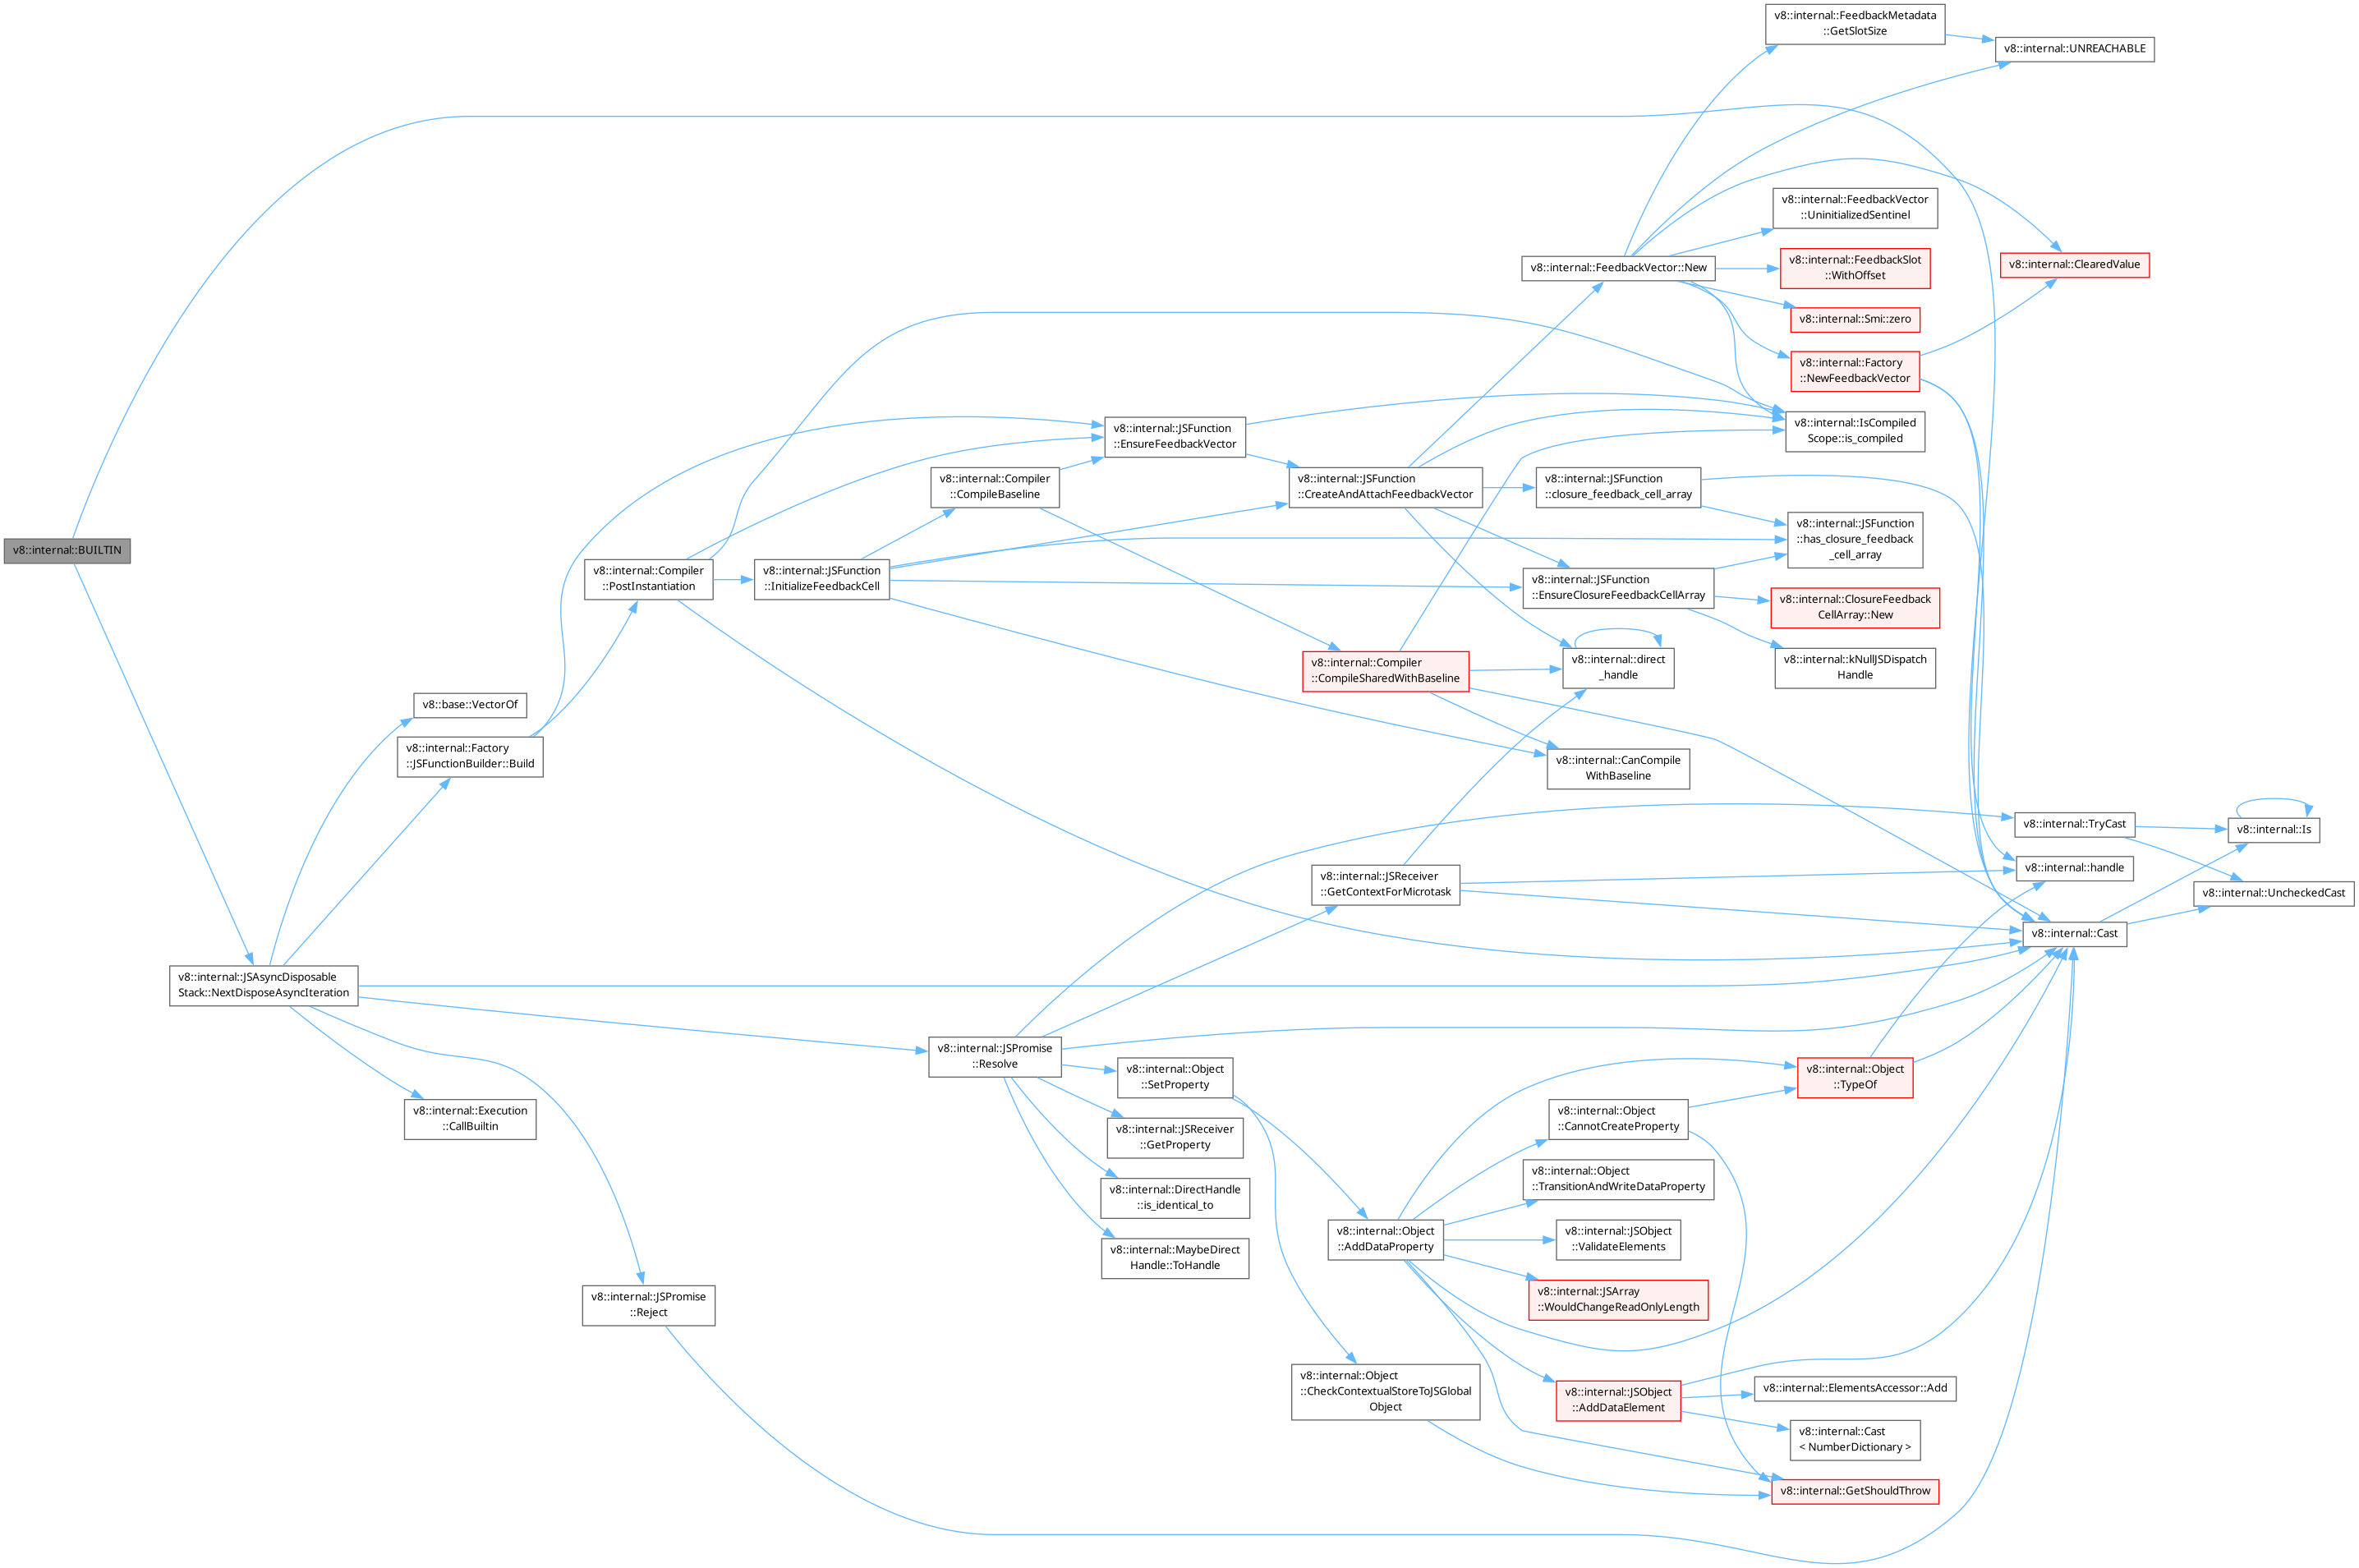 v8::internal::FeedbackMetadata
::GetSlotSize
v8::internal::UNREACHABLE
v8::internal::FeedbackVector
::UninitializedSentinel
v8::internal::FeedbackVector::New
v8::internal::FeedbackSlot
::WithOffset
v8::internal::ClearedValue
v8::internal::Smi::zero
v8::internal::Factory
::NewFeedbackVector
v8::internal::JSFunction
::EnsureFeedbackVector
v8::internal::IsCompiled
Scope::is_compiled
v8::internal::Compiler
::CompileBaseline
v8::internal::JSFunction
::CreateAndAttachFeedbackVector
v8::internal::JSFunction
::closure_feedback_cell_array
v8::internal::JSFunction
::has_closure_feedback
_cell_array
v8::internal::BUILTIN
v8::internal::Compiler
::PostInstantiation
v8::internal::JSFunction
::InitializeFeedbackCell
v8::internal::JSFunction
::EnsureClosureFeedbackCellArray
v8::internal::ClosureFeedback
CellArray::New
v8::internal::Compiler
::CompileSharedWithBaseline
v8::internal::direct
_handle
v8::internal::kNullJSDispatch
Handle
v8::base::VectorOf
v8::internal::Factory
::JSFunctionBuilder::Build
v8::internal::CanCompile
WithBaseline
v8::internal::TryCast
v8::internal::Is
v8::internal::JSReceiver
::GetContextForMicrotask
v8::internal::handle
v8::internal::UncheckedCast
v8::internal::Cast
v8::internal::JSAsyncDisposable
Stack::NextDisposeAsyncIteration
v8::internal::JSPromise
::Resolve
v8::internal::Object
::SetProperty
v8::internal::Object
::TypeOf
v8::internal::Execution
::CallBuiltin
v8::internal::JSReceiver
::GetProperty
v8::internal::Object
::CannotCreateProperty
v8::internal::DirectHandle
::is_identical_to
v8::internal::Object
::TransitionAndWriteDataProperty
v8::internal::MaybeDirect
Handle::ToHandle
v8::internal::Object
::AddDataProperty
v8::internal::JSObject
::ValidateElements
v8::internal::JSPromise
::Reject
v8::internal::JSArray
::WouldChangeReadOnlyLength
v8::internal::Object
::CheckContextualStoreToJSGlobal
Object
v8::internal::JSObject
::AddDataElement
v8::internal::ElementsAccessor::Add
v8::internal::Cast
< NumberDictionary >
v8::internal::GetShouldThrow